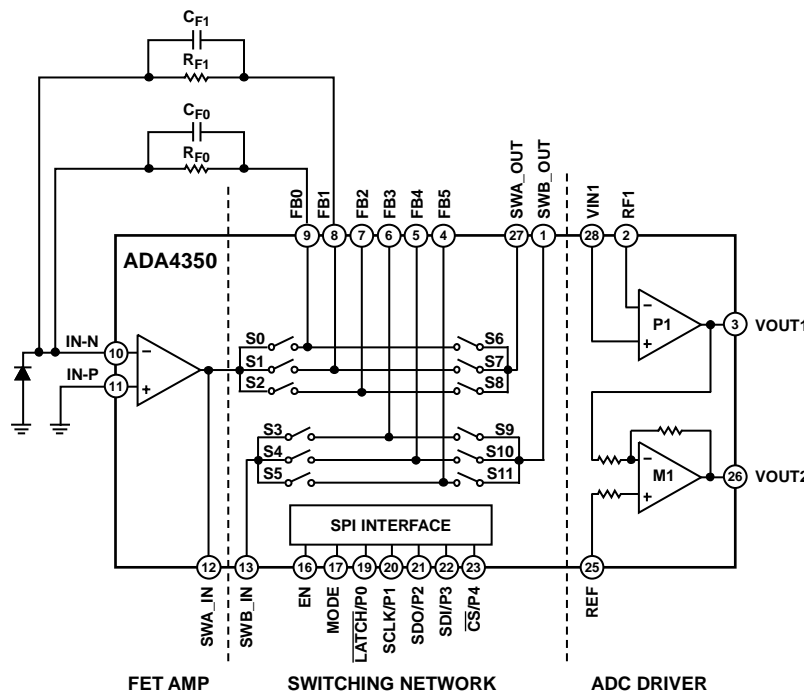 CF1
RF1
CF0
RF0
FB0
FB1
FB2
FB3
FB4
FB5
SWA_OUT
SWB_OUT
VIN1
RF1
9
8
7
6
5
4
27
1
28
2
ADA4350
S0
S6
P1
3
VOUT1
IN-N
10
S1
S7
IN-P
11
S2
S8
S3
S9
S4
S10
M1
26
VOUT2
S5
S11
SPI INTERFACE
12
13
16
17
19
20
21
22
23
25
SWA_IN
SWB_IN
EN
MODE
LATCH/P0
SCLK/P1
SDO/P2
SDI/P3
CS/P4
REF
FET AMP
SWITCHING NETWORK
ADC DRIVER